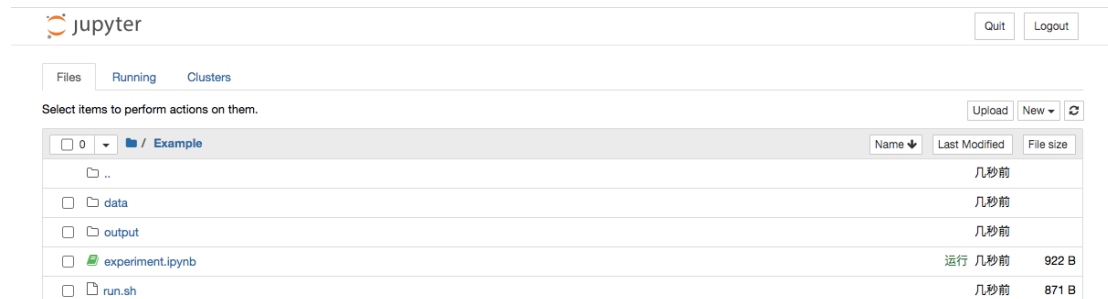 jupyter Quit Logout
Files Running Clusters
Select items to perform actions on them. Upload New
0 / Example Name Last Modified File size
.. 几秒前
data 几秒前
output 几秒前
experiment.ipynb 运行 几秒前 922 B
run.sh 几秒前 871 B